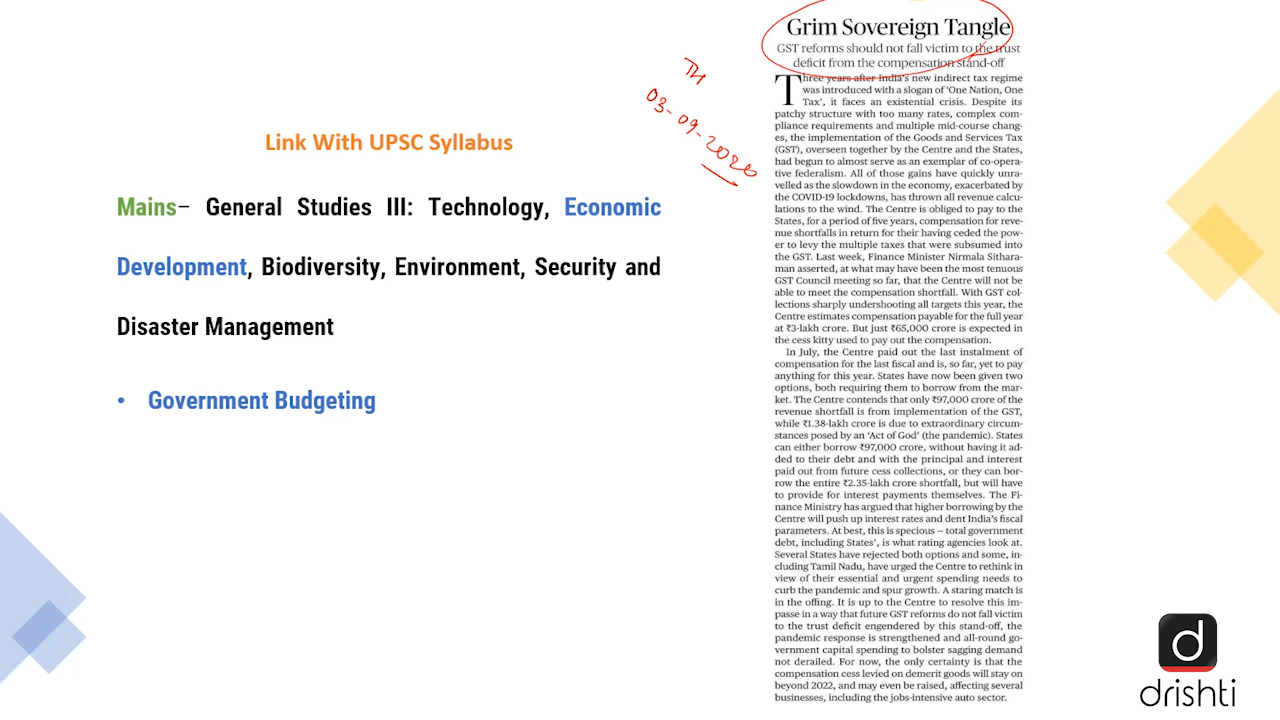 Link With UPSC Syllabus
Mains– General Studies III: Technology, Economic
Development, Biodiversity, Environment, Security and
Disaster Management
• Government Budgeting
TH
03-09-2020
Grim Sovereign Tangle
GST reforms should not fall victim to the trust
deficit from the compensation stand-off
Three years after India's new indirect tax regime
was introduced with a slogan of 'One Nation, One
Tax', it faces an existential crisis. Despite its
patchy structure with too many rates, complex com-
pliance requirements and multiple mid-course chang-
es, the implementation of the Goods and Services Tax
(GST), overseen together by the Centre and the States,
had begun to almost serve as an exemplar of co-opera-
tive federalism. All of those gains have quickly unra-
velled as the slowdown in the economy, exacerbated by
the COVID-19 lockdowns, has thrown all revenue calcu-
lations to the wind. The Centre is obliged to pay to the
States, for a period of five years, compensation for reve-
nue shortfalls in return for their having ceded the pow-
er to levy the multiple taxes that were subsumed into
the GST. Last week, Finance Minister Nirmala Sithara-
man asserted, at what may have been the most tenuous
GST Council meeting so far, that the Centre will not be
able to meet the compensation shortfall. With GST col-
lections sharply undershooting all targets this year, the
Centre estimates compensation payable for the full year
at ₹3-lakh crore. But just ₹65,000 crore is expected in
the cess kitty used to pay out the compensation.
In July, the Centre paid out the last instalment of
compensation for the last fiscal and is, so far, yet to pay
anything for this year. States have now been given two
options, both requiring them to borrow from the mar-
ket. The Centre contends that only ₹97,000 crore of the
revenue shortfall is from implementation of the GST,
while ₹1.38-lakh crore is due to extraordinary circum-
stances posed by an 'Act of God' (the pandemic). States
can either borrow ₹97,000 crore, without having it ad-
ded to their debt and with the principal and interest
paid out from future cess collections, or they can bor-
row the entire ₹2.35-lakh crore shortfall, but will have
to provide for interest payments themselves. The Fi-
nance Ministry has argued that higher borrowing by the
Centre will push up interest rates and dent India's fiscal
parameters. At best, this is specious – total government
debt, including States', is what rating agencies look at.
Several States have rejected both options and some, in-
cluding Tamil Nadu, have urged the Centre to rethink in
view of their essential and urgent spending needs to
curb the pandemic and spur growth. A staring match is
in the offing. It is up to the Centre to resolve this im-
passe in a way that future GST reforms do not fall victim
to the trust deficit engendered by this stand-off, the
pandemic response is strengthened and all-round go-
vernment capital spending to bolster sagging demand
not derailed. For now, the only certainty is that the
compensation cess levied on demerit goods will stay on
beyond 2022, and may even be raised, affecting several
businesses, including the jobs-intensive auto sector.
d
drishti